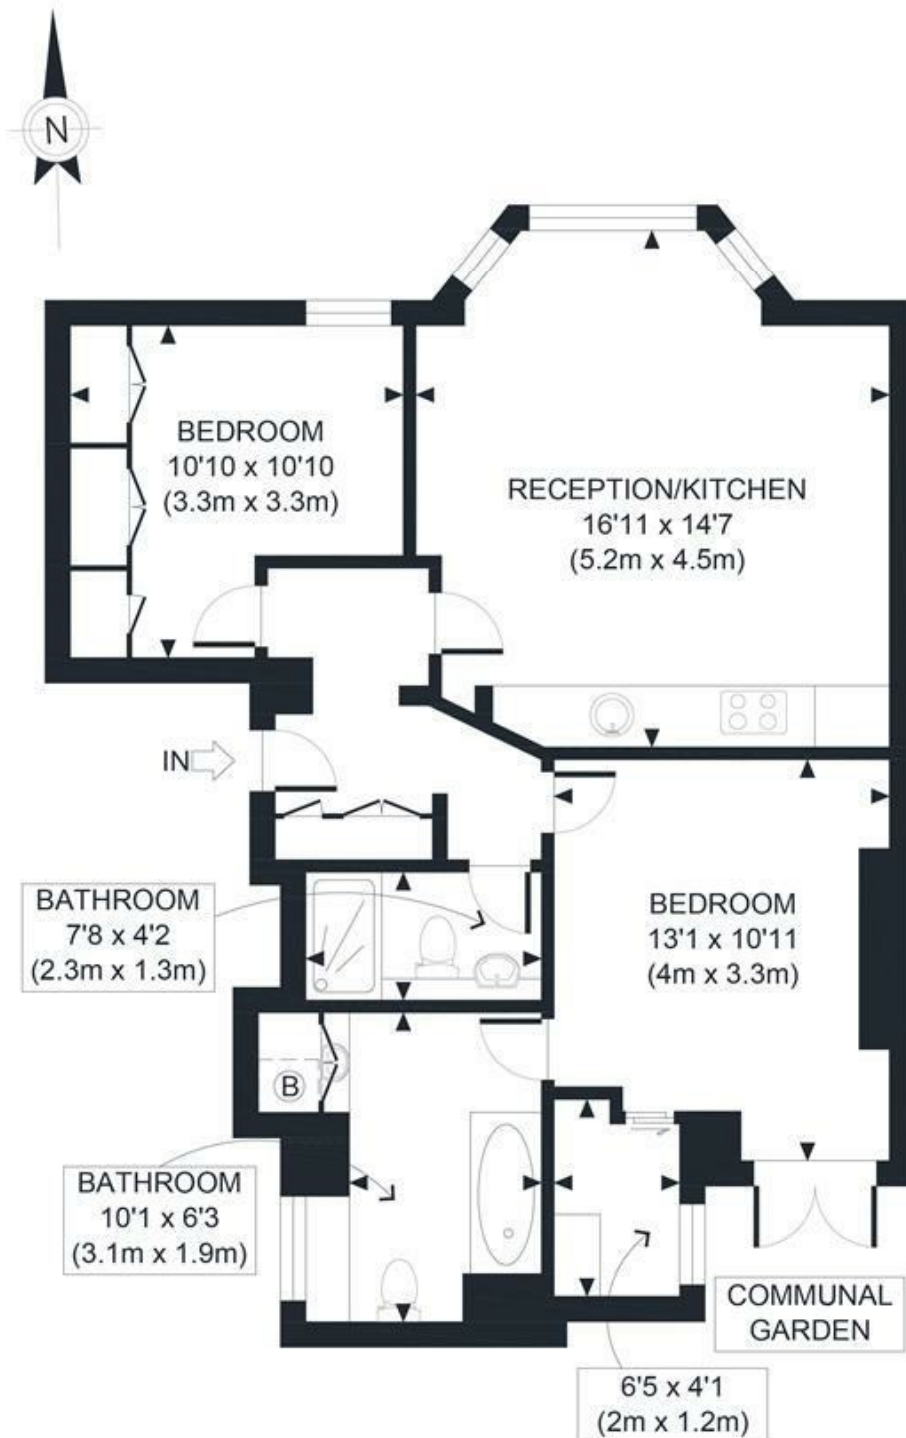 N
BEDROOM
10'10 x 10'10
(3.3m x 3.3m)
RECEPTION/KITCHEN
16'11 x 14'7
(5.2m x 4.5m)
IN
BATHROOM
7'8 x 4'2
(2.3m x 1.3m)
BEDROOM
13'1 x 10'11
(4m x 3.3m)
B
BATHROOM
10'1 x 6'3
(3.1m x 1.9m)
COMMUNAL
GARDEN
6'5 x 4'1
(2m x 1.2m)